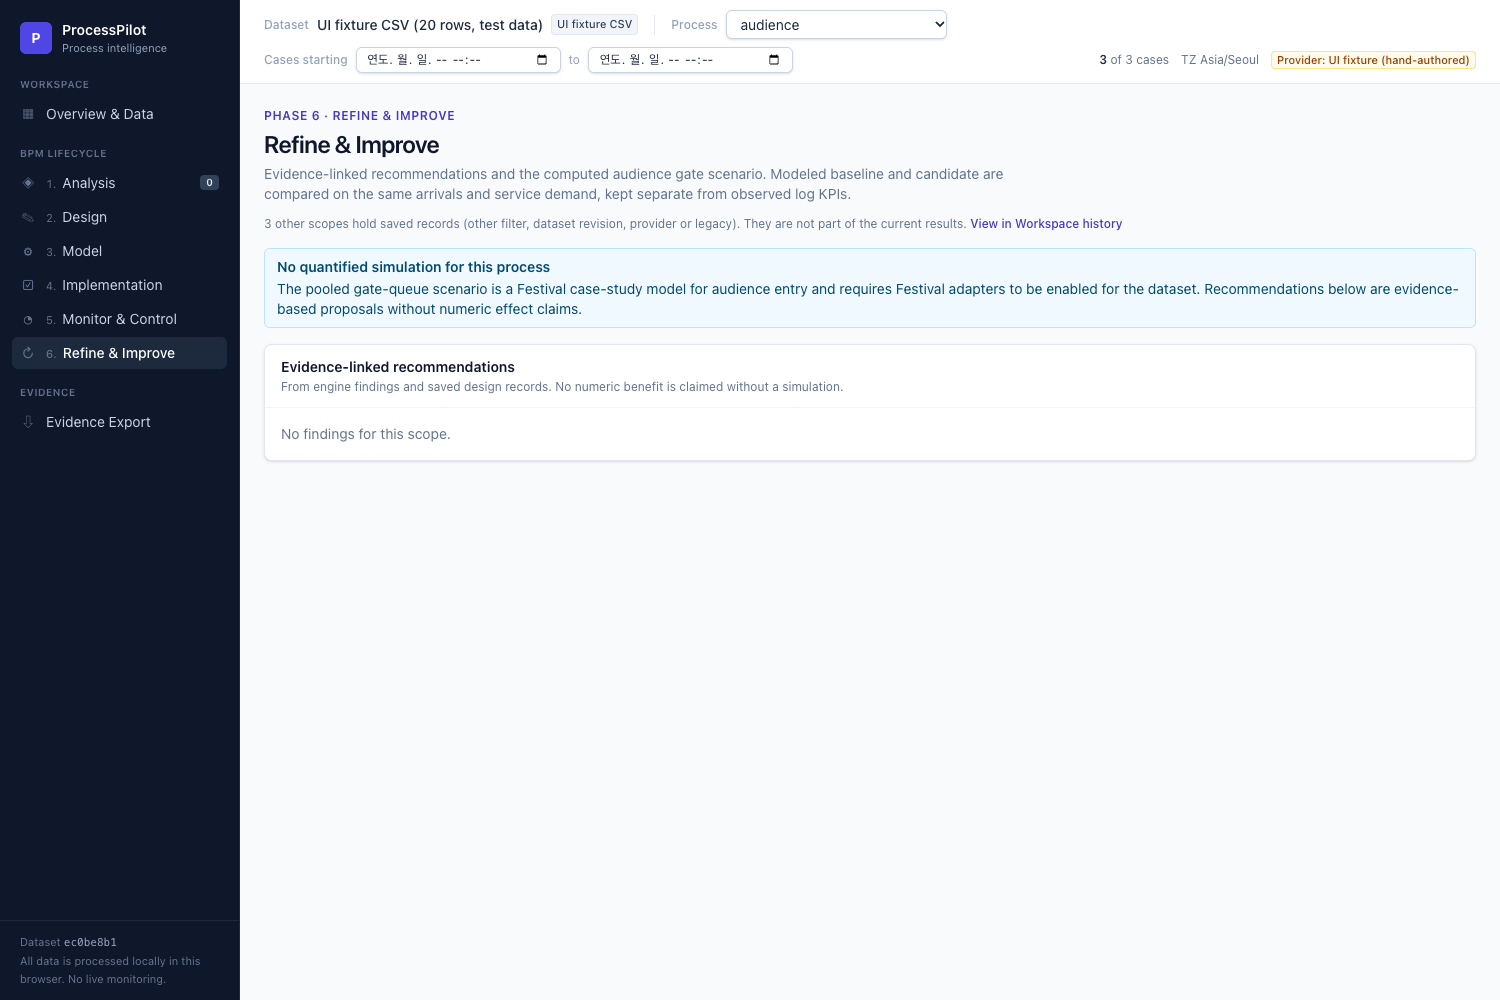 P
ProcessPilot
Process intelligence
WORKSPACE
Overview & Data
BPM LIFECYCLE
1. Analysis 0
2. Design
3. Model
4. Implementation
5. Monitor & Control
6. Refine & Improve
EVIDENCE
Evidence Export
Dataset ec0be8b1
All data is processed locally in this
browser. No live monitoring.
Dataset UI fixture CSV (20 rows, test data) UI fixture CSV Process audience
Cases starting 연도. 월. 일. -- --:-- to 연도. 월. 일. -- --:-- 3 of 3 cases TZ Asia/Seoul Provider: UI fixture (hand-authored)
PHASE 6 · REFINE & IMPROVE
Refine & Improve
Evidence-linked recommendations and the computed audience gate scenario. Modeled baseline and candidate are
compared on the same arrivals and service demand, kept separate from observed log KPIs.
3 other scopes hold saved records (other filter, dataset revision, provider or legacy). They are not part of the current results. View in Workspace history
No quantified simulation for this process
The pooled gate-queue scenario is a Festival case-study model for audience entry and requires Festival adapters to be enabled for the dataset. Recommendations below are evidence-
based proposals without numeric effect claims.
Evidence-linked recommendations
From engine findings and saved design records. No numeric benefit is claimed without a simulation.
No findings for this scope.